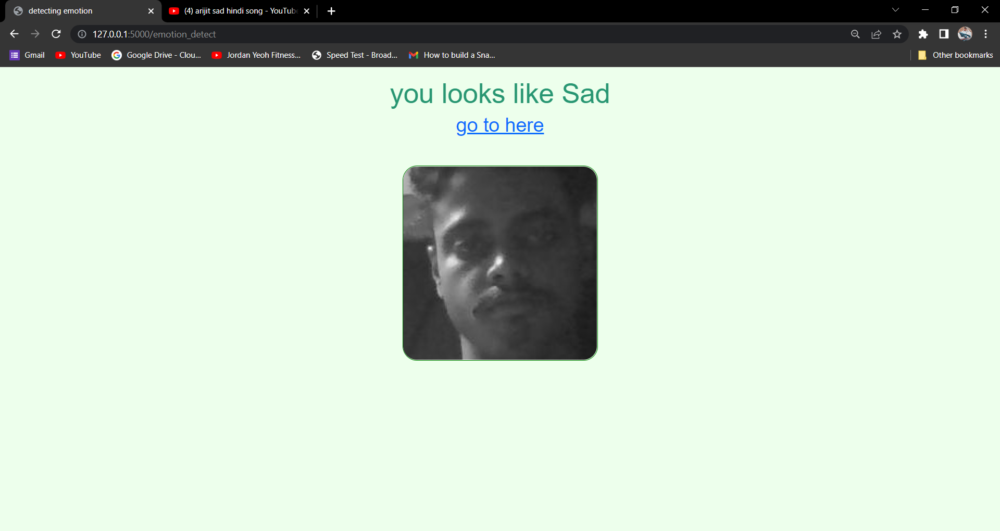 detecting emotion
(4) arijit sad hindi song - YouTube
127.0.0.1:5000/emotion_detect
Gmail YouTube Google Drive - Clou... Jordan Yeoh Fitness... Speed Test - Broad... How to build a Sna... Other bookmarks
you looks like Sad
go to here